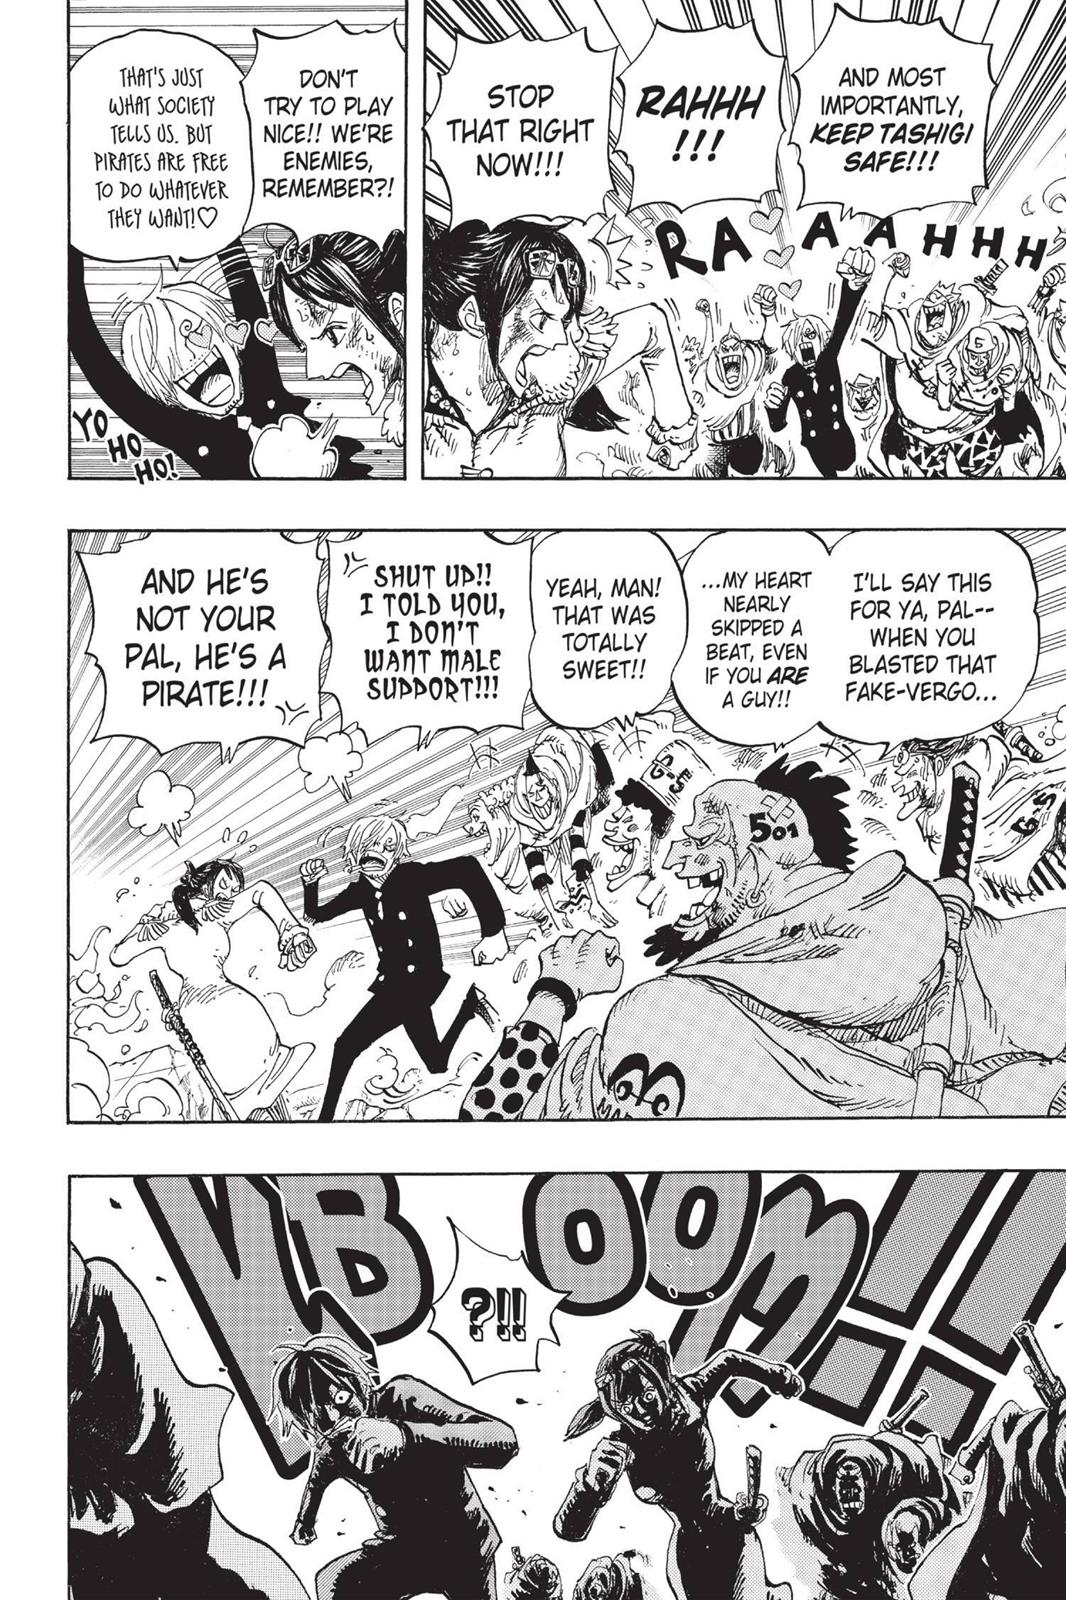 AND MOST
IMPORTANTLY,
KEEP TASHIGI
SAFE!!!
RAHHH
!!!
STOP
THAT RIGHT
NOW!!!
RAAAAHHHH
G
DON'T
TRY TO PLAY
NICE!! WE'RE
ENEMIES,
REMEMBER?!
THAT'S JUST
WHAT SOCIETY
TELLS US. BUT
PIRATES ARE FREE
TO DO WHATEVER
THEY WANT!♡
YO
HO
HO!
I'LL SAY THIS
FOR YA, PAL--
WHEN YOU
BLASTED THAT
FAKE-VERGO...
...MY HEART
NEARLY
SKIPPED A
BEAT, EVEN
IF YOU ARE
A GUY!!
YEAH, MAN!
THAT WAS
TOTALLY
SWEET!!
SHUT UP!!
I TOLD YOU,
I DON'T
WANT MALE
SUPPORT!!!
AND HE'S
NOT YOUR
PAL, HE'S A
PIRATE!!!
G-5
501
G-5
VBOOM!!
?!!